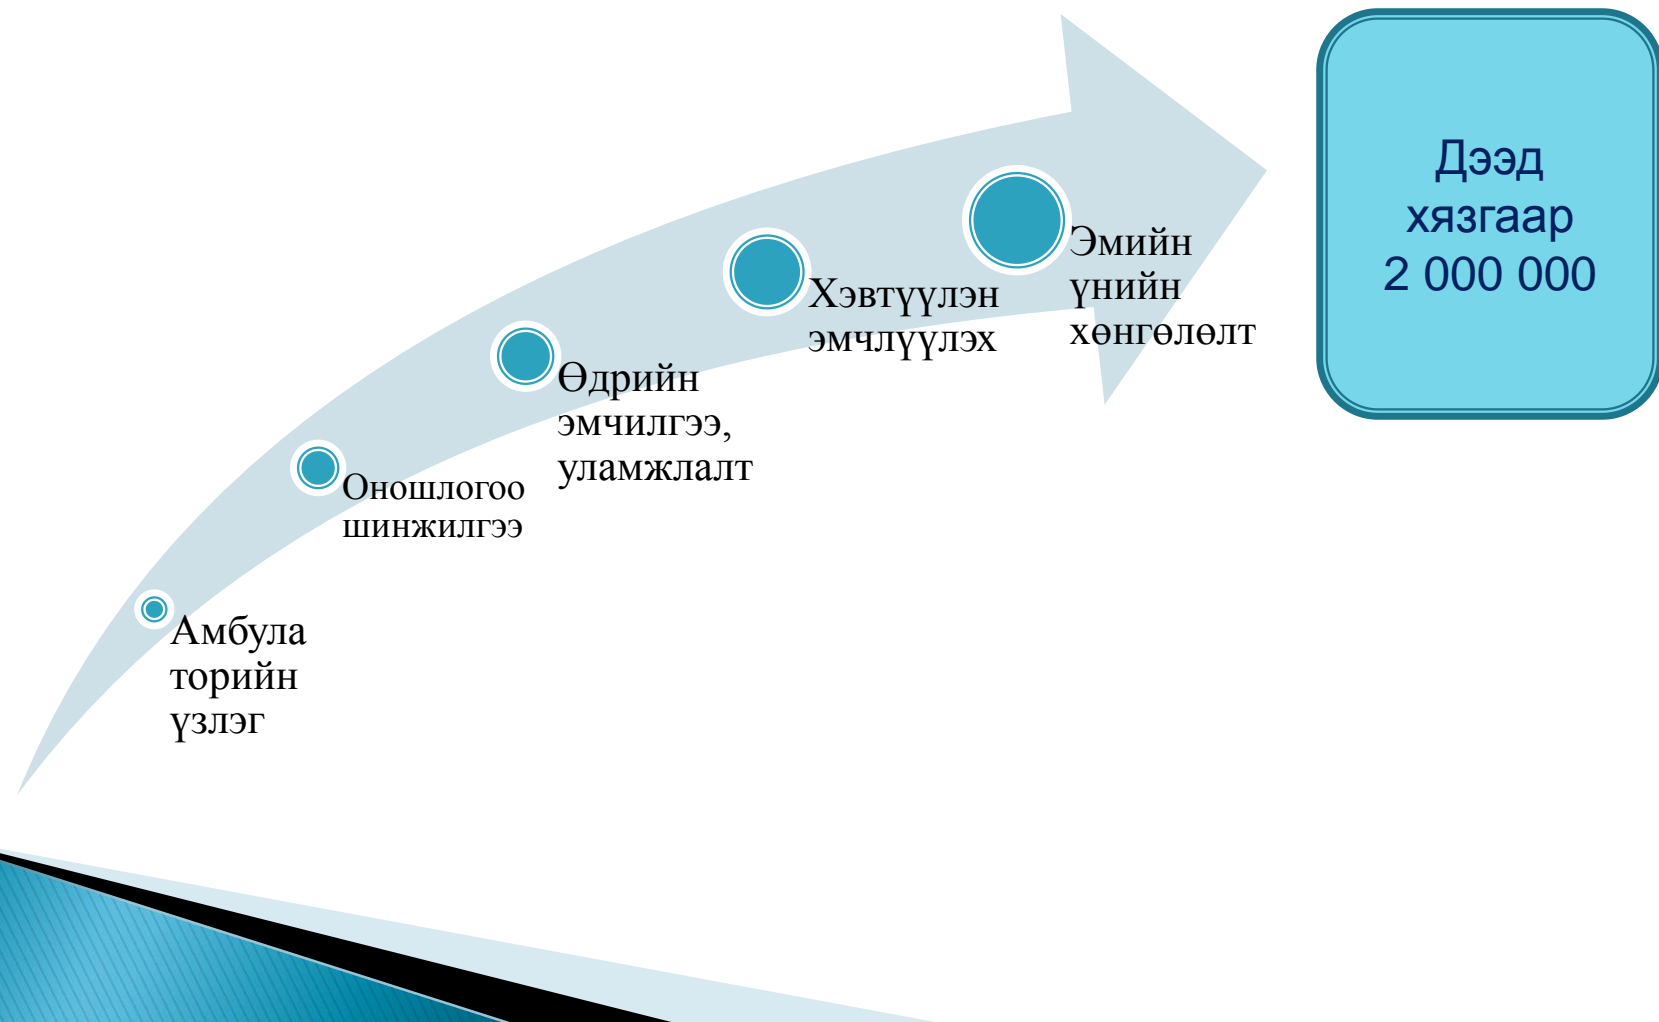 Амбула
торийн
үзлэг
Оношлогоо
шинжилгээ
Өдрийн
эмчилгээ,
уламжлалт
Хэвтүүлэн
эмчлүүлэх
Эмийн
үнийн
хөнгөлөлт
Дээд
хязгаар
2 000 000